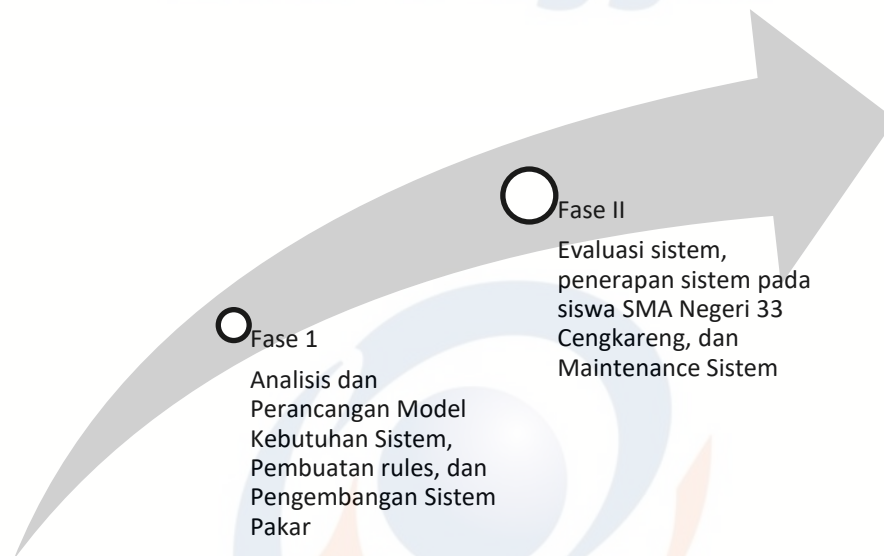 Fase 1
Analisis dan
Perancangan Model
Kebutuhan Sistem,
Pembuatan rules, dan
Pengembangan Sistem
Pakar
Fase II
Evaluasi sistem,
penerapan sistem pada
siswa SMA Negeri 33
Cengkareng, dan
Maintenance Sistem